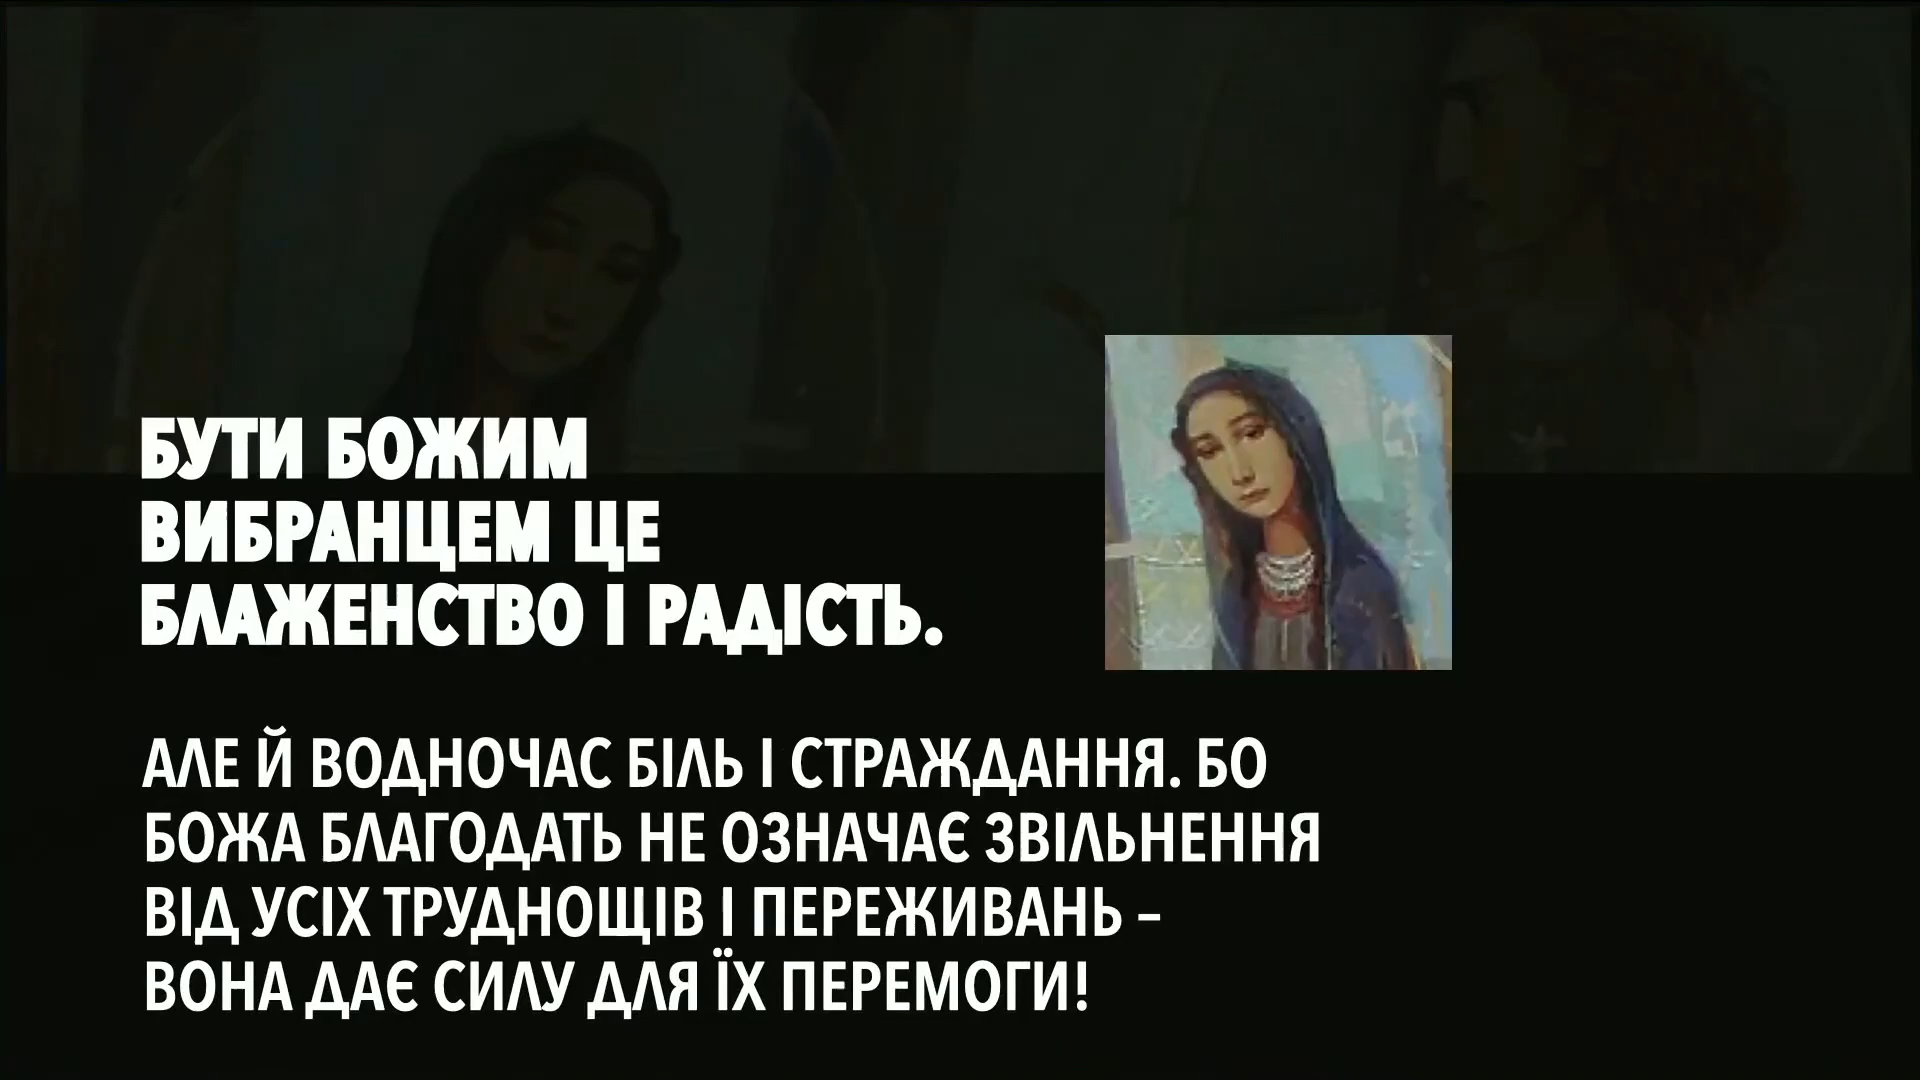 БУТИ БОЖИМ
ВИБРАНЦЕМ ЦЕ
БЛАЖЕНСТВО І РАДІСТЬ.
АЛЕ Й ВОДНОЧАС БІЛЬ І СТРАЖДАННЯ. БО
БОЖА БЛАГОДАТЬ НЕ ОЗНАЧАЄ ЗВІЛЬНЕННЯ
ВІД УСІХ ТРУДНОЩІВ І ПЕРЕЖИВАНЬ –
ВОНА ДАЄ СИЛУ ДЛЯ ЇХ ПЕРЕМОГИ!